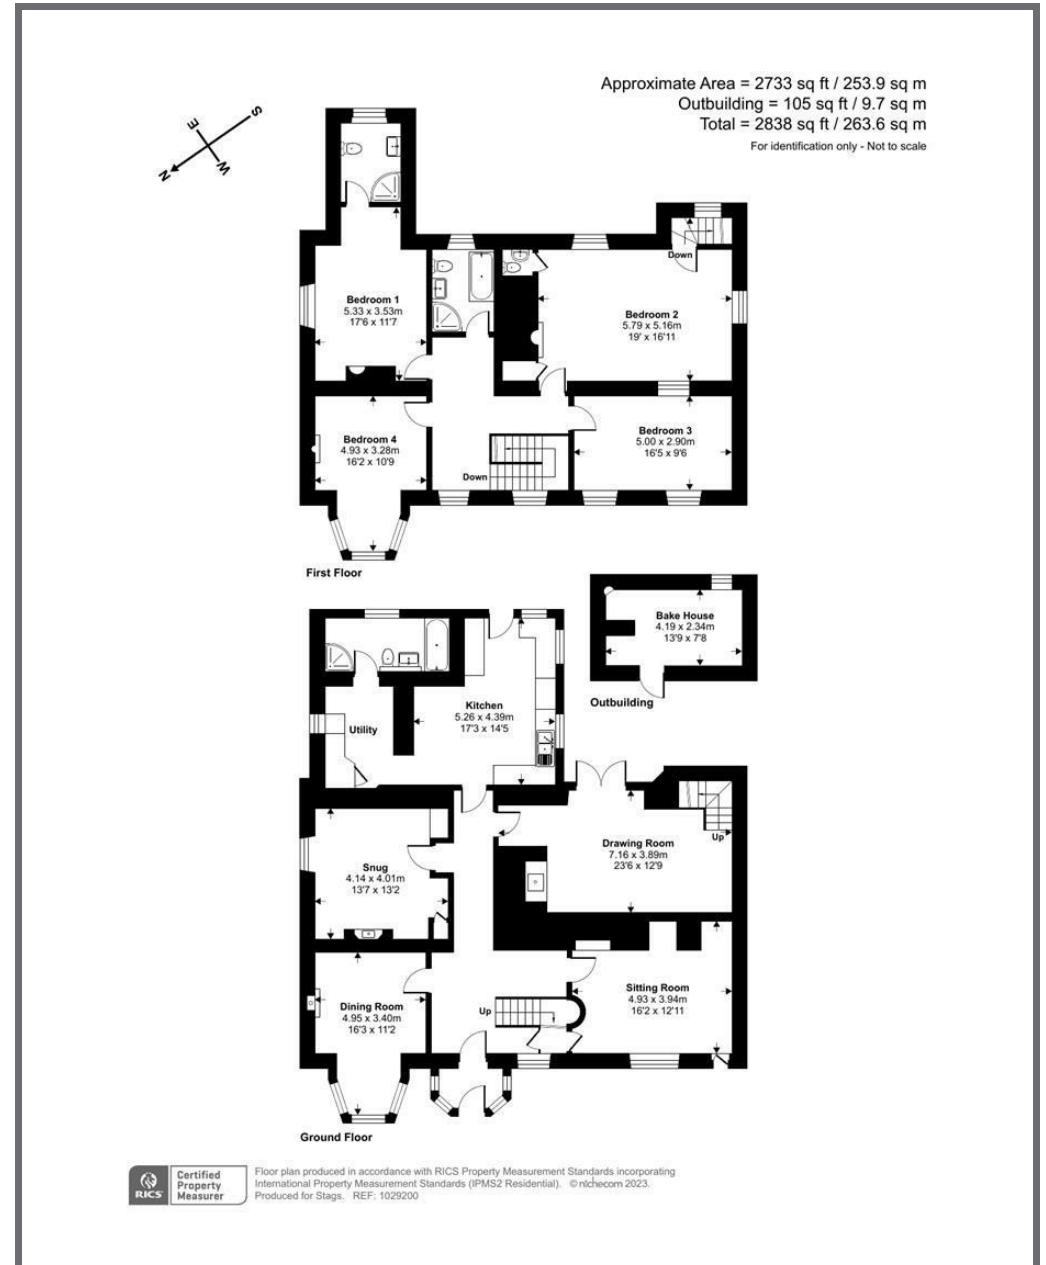 Approximate Area = 2733 sq ft / 253.9 sq m
Outbuilding = 105 sq ft / 9.7 sq m
Total = 2838 sq ft / 263.6 sq m
For identification only - Not to scale
S
E
W
N
Down
Bedroom 1
5.33 x 3.53m
17'6 x 11'7
Bedroom 2
5.79 x 5.16m
19' x 16'11
Bedroom 4
4.93 x 3.28m
16'2 x 10'9
Bedroom 3
5.00 x 2.90m
16'5 x 9'6
Down
First Floor
Bake House
4.19 x 2.34m
13'9 x 7'8
Outbuilding
Kitchen
5.26 x 4.39m
17'3 x 14'5
Utility
Up
Drawing Room
7.16 x 3.89m
23'6 x 12'9
Snug
4.14 x 4.01m
13'7 x 13'2
Sitting Room
4.93 x 3.94m
16'2 x 12'11
Dining Room
4.95 x 3.40m
16'3 x 11'2
Up
Ground Floor
RICS
Certified
Property
Measurer
Floor plan produced in accordance with RICS Property Measurement Standards incorporating
International Property Measurement Standards (IPMS2 Residential). © nichecom 2023.
Produced for Stags. REF: 1029200